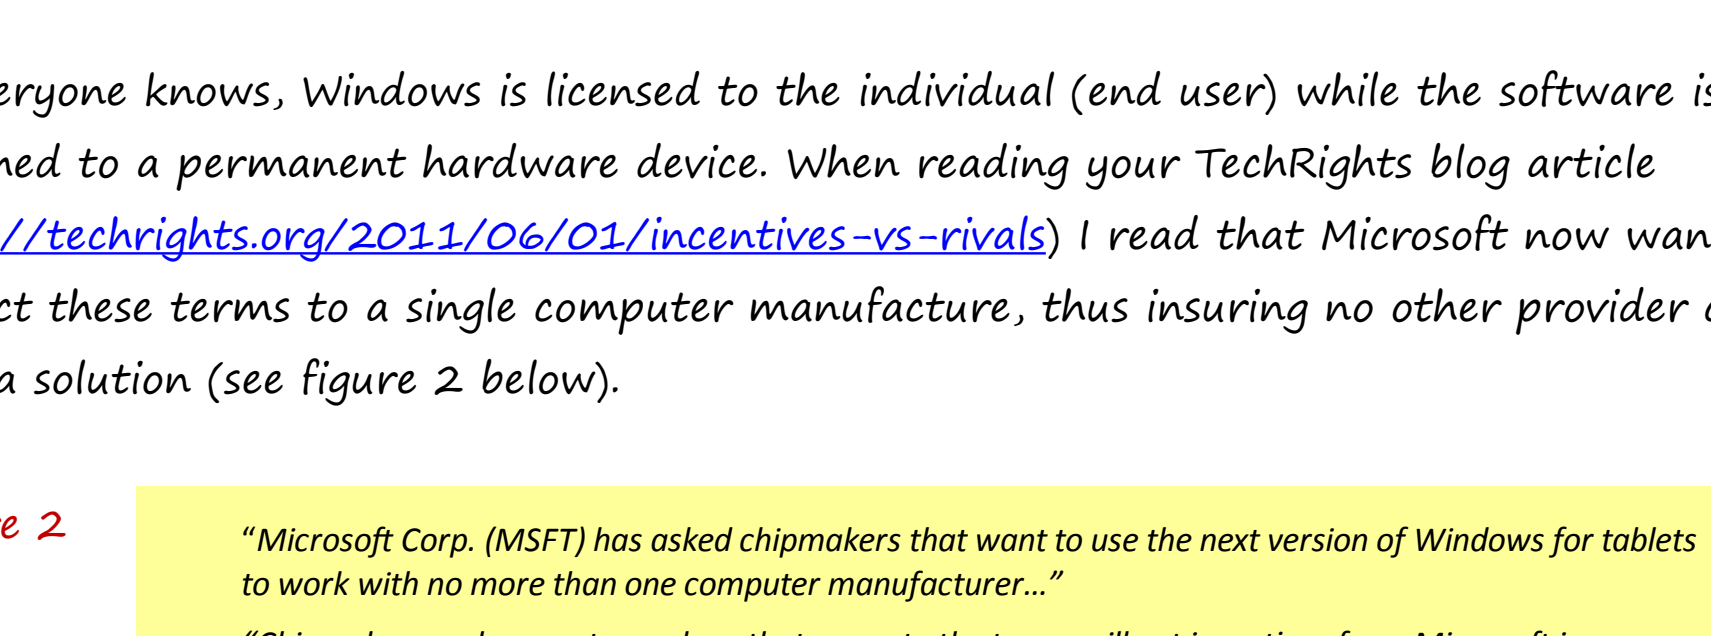 eryone knows, Windows is licensed to the individual (end user) while the software is
ned to a permanent hardware device. When reading your TechRights blog article
//techrights.org/2011/06/01/incentives-vs-rivals) I read that Microsoft now wan
ct these terms to a single computer manufacture, thus insuring no other provider
a solution (see figure 2 below).
e 2
“Microsoft Corp. (MSFT) has asked chipmakers that want to use the next version of Windows for tablets
to work with no more than one computer manufacturer…”